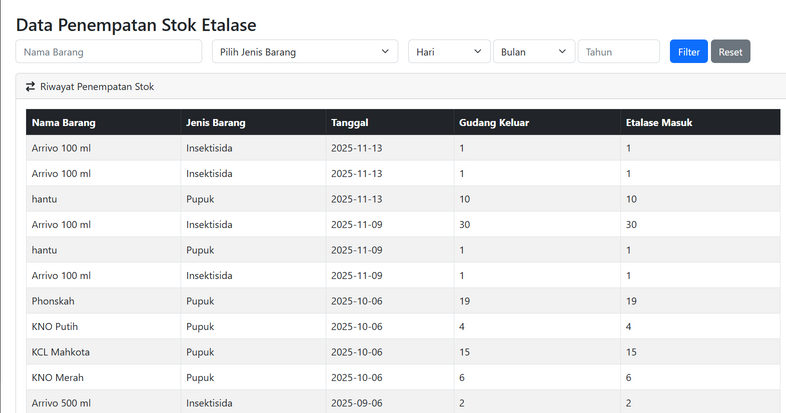 Data Penempatan Stok Etalase
Nama Barang Pilih Jenis Barang Hari Bulan Tahun Filter Reset
Riwayat Penempatan Stok
Nama Barang Jenis Barang Tanggal Gudang Keluar Etalase Masuk
Arrivo 100 ml Insektisida 2025-11-13 1 1
Arrivo 100 ml Insektisida 2025-11-13 1 1
hantu Pupuk 2025-11-13 10 10
Arrivo 100 ml Insektisida 2025-11-09 30 30
hantu Pupuk 2025-11-09 1 1
Arrivo 100 ml Insektisida 2025-11-09 1 1
Phonskah Pupuk 2025-10-06 19 19
KNO Putih Pupuk 2025-10-06 4 4
KCL Mahkota Pupuk 2025-10-06 15 15
KNO Merah Pupuk 2025-10-06 6 6
Arrivo 500 ml Insektisida 2025-09-06 2 2